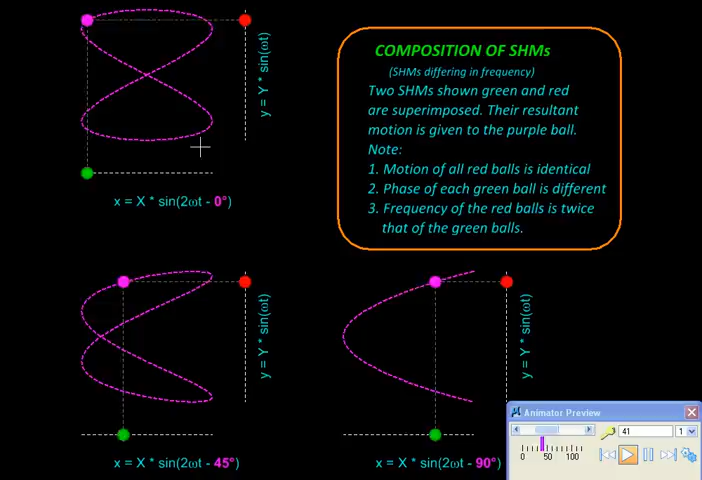 COMPOSITION OF SHMs
(SHMs differing in frequency)
Two SHMs shown green and red
are superimposed. Their resultant
motion is given to the purple ball.
Note:
1. Motion of all red balls is identical
2. Phase of each green ball is different
3. Frequency of the red balls is twice
that of the green balls.
y = Y * sin(ωt)
x = X * sin(2ωt - 0°)
y = Y * sin(ωt)
x = X * sin(2ωt - 45°)
y = Y * sin(ωt)
x = X * sin(2ωt - 90°)
Animator Preview
41
1
0 50 100